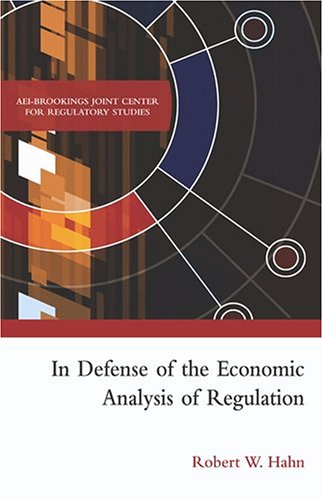 AEI-BROOKINGS JOINT CENTER
FOR REGULATORY STUDIES
In Defense of the Economic
Analysis of Regulation
Robert W. Hahn